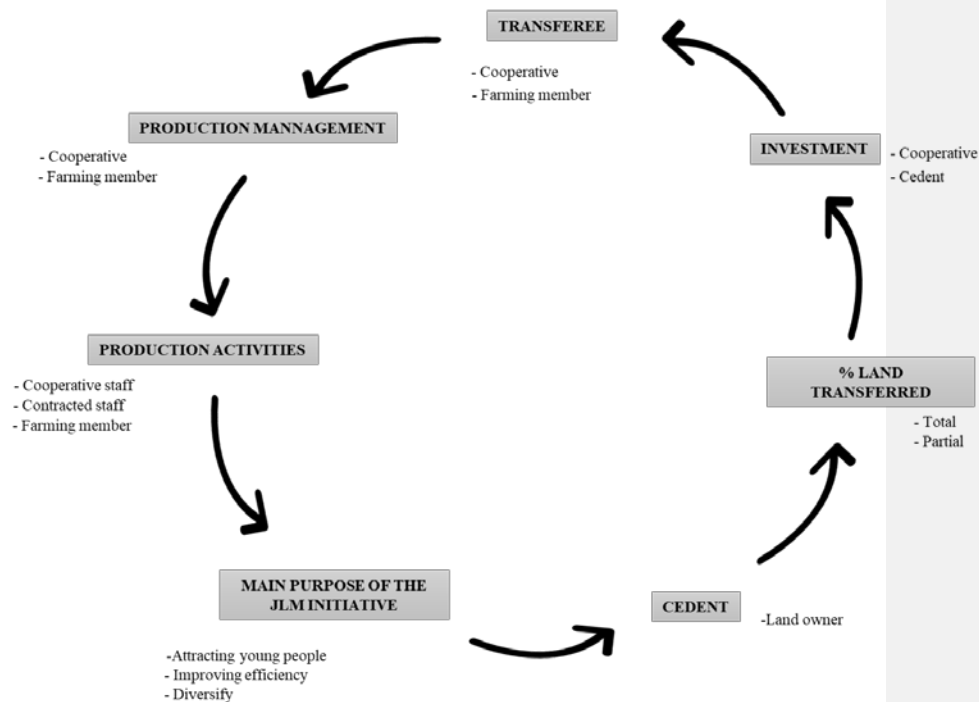 TRANSFEREE
- Cooperative
- Farming member
PRODUCTION MANNAGEMENT
- Cooperative
- Farming member
INVESTMENT
- Cooperative
- Cedent
PRODUCTION ACTIVITIES
- Cooperative staff
- Contracted staff
- Farming member
% LAND
TRANSFERRED
- Total
- Partial
MAIN PURPOSE OF THE
JLM INITIATIVE
-Attracting young people
- Improving efficiency
- Diversify
CEDENT
-Land owner